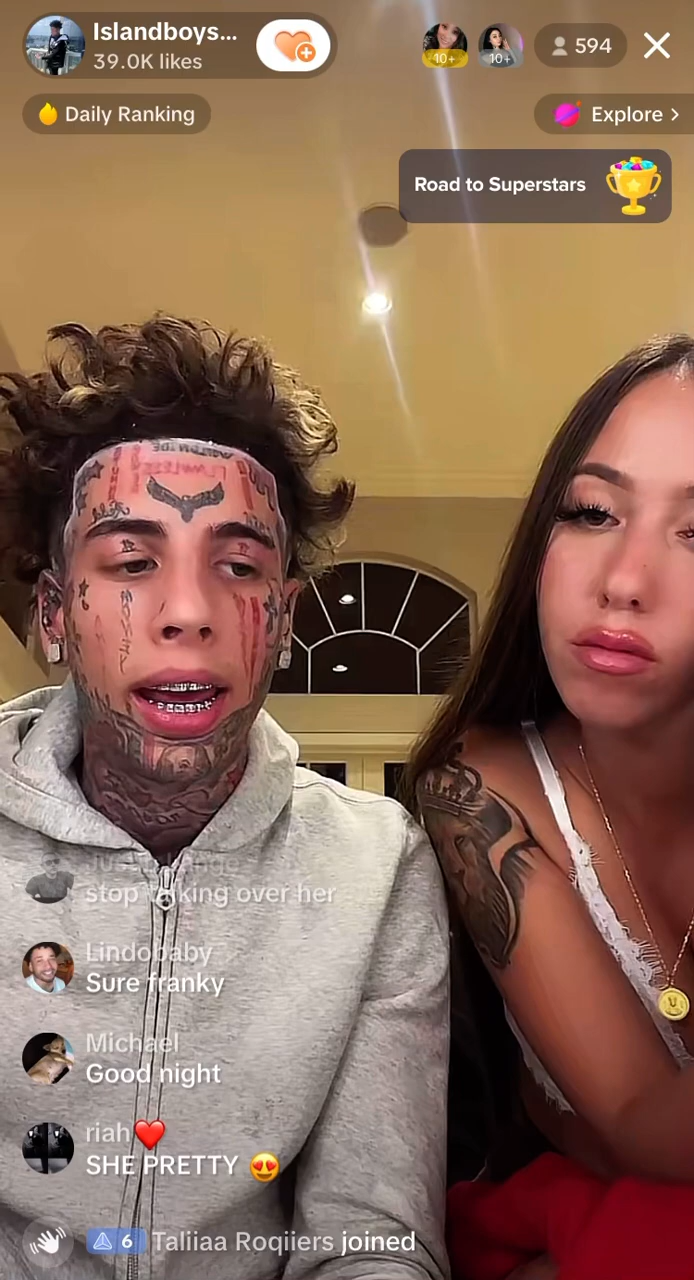 Islandboys...
39.0K likes
10+
10+
594
Daily Ranking
Explore >
Road to Superstars
stop talking over her
Lindobaby
Sure franky
Michael
Good night
riah❤️
SHE PRETTY 😍
6 Taliiaa Roqiiers joined